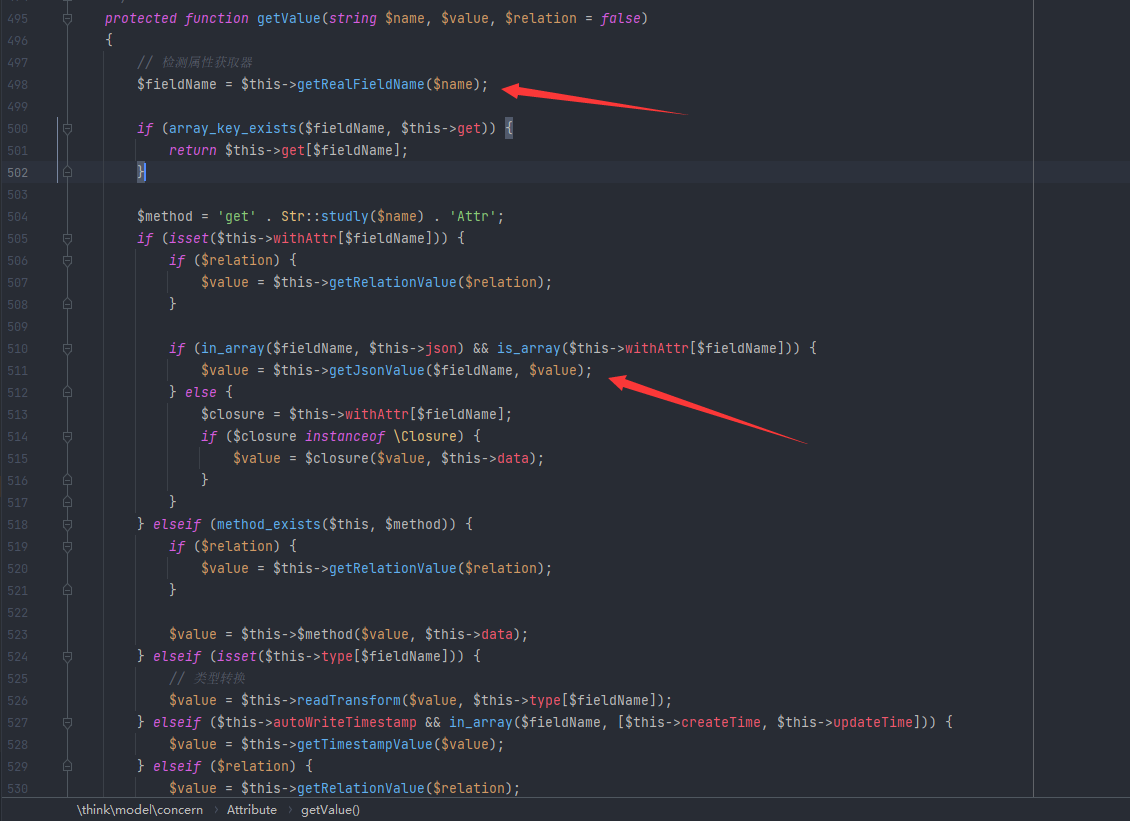 495 protected function getValue(string $name, $value, $relation = false)
496 {
497 // 检测属性获取器
498 $fieldName = $this->getRealFieldName($name);
499
500 if (array_key_exists($fieldName, $this->get)) {
501 return $this->get[$fieldName];
502 }
503
504 $method = 'get' . Str::studly($name) . 'Attr';
505 if (isset($this->withAttr[$fieldName])) {
506 if ($relation) {
507 $value = $this->getRelationValue($relation);
508 }
509
510 if (in_array($fieldName, $this->json) && is_array($this->withAttr[$fieldName])) {
511 $value = $this->getJsonValue($fieldName, $value);
512 } else {
513 $closure = $this->withAttr[$fieldName];
514 if ($closure instanceof \Closure) {
515 $value = $closure($value, $this->data);
516 }
517 }
518 } elseif (method_exists($this, $method)) {
519 if ($relation) {
520 $value = $this->getRelationValue($relation);
521 }
522
523 $value = $this->$method($value, $this->data);
524 } elseif (isset($this->type[$fieldName])) {
525 // 类型转换
526 $value = $this->readTransform($value, $this->type[$fieldName]);
527 } elseif ($this->autoWriteTimestamp && in_array($fieldName, [$this->createTime, $this->updateTime])) {
528 $value = $this->getTimestampValue($value);
529 } elseif ($relation) {
530 $value = $this->getRelationValue($relation);
\think\model\concern › Attribute › getValue()